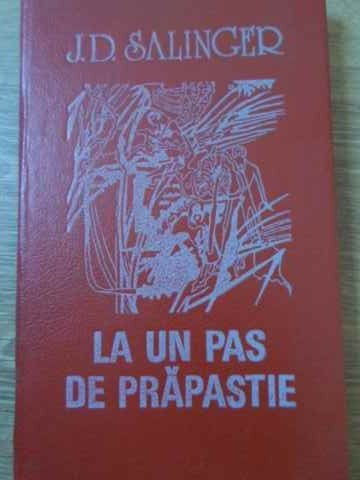 J.D. SALINGER
LA UN PAS
DE PRĂPASTIE